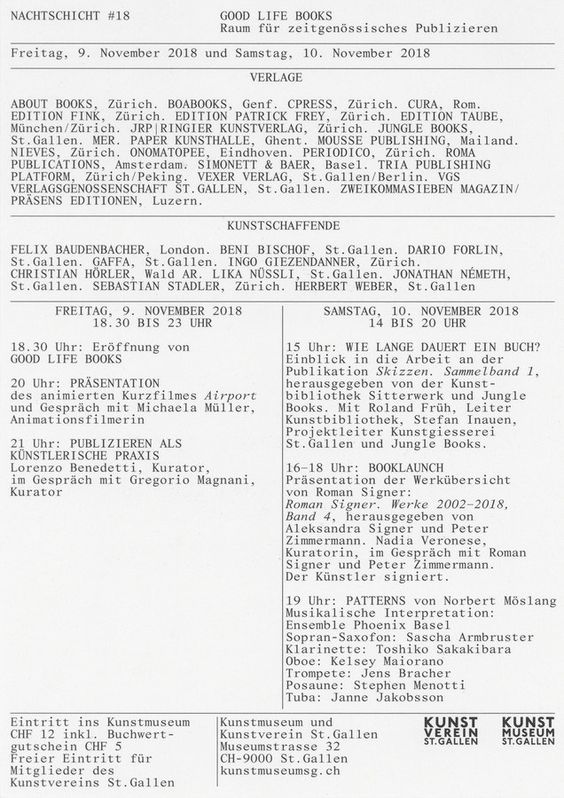 NACHTSCHICHT #18
GOOD LIFE BOOKS
Raum für zeitgenössisches Publizieren
Freitag, 9. November 2018 und Samstag, 10. November 2018
VERLAGE
ABOUT BOOKS, Zürich. BOABOOKS, Genf. CPRESS, Zürich. CURA, Rom.
EDITION FINK, Zürich. EDITION PATRICK FREY, Zürich. EDITION TAUBE,
München/Zürich. JRP|RINGIER KUNSTVERLAG, Zürich. JUNGLE BOOKS,
St.Gallen. MER. PAPER KUNSTHALLE, Ghent. MOUSSE PUBLISHING, Mailand.
NIEVES, Zürich. ONOMATOPEE, Eindhoven. PERIODICO, Zürich. ROMA
PUBLICATIONS, Amsterdam. SIMONETT & BAER, Basel. TRIA PUBLISHING
PLATFORM, Zürich/Peking. VEXER VERLAG, St.Gallen/Berlin. VGS
VERLAGSGENOSSENSCHAFT ST.GALLEN, St.Gallen. ZWEIKOMMASIEBEN MAGAZIN/
PRÄSENS EDITIONEN, Luzern.
KUNSTSCHAFFENDE
FELIX BAUDENBACHER, London. BENI BISCHOF, St.Gallen. DARIO FORLIN,
St.Gallen. GAFFA, St.Gallen. INGO GIEZENDANNER, Zürich.
CHRISTIAN HÖRLER, Wald AR. LIKA NÜSSLI, St.Gallen. JONATHAN NÉMETH,
St.Gallen. SEBASTIAN STADLER, Zürich. HERBERT WEBER, St.Gallen
FREITAG, 9. NOVEMBER 2018
18.30 BIS 23 UHR
18.30 Uhr: Eröffnung von
GOOD LIFE BOOKS
20 Uhr: PRÄSENTATION
des animierten Kurzfilmes Airport
und Gespräch mit Michaela Müller,
Animationsfilmerin
21 Uhr: PUBLIZIEREN ALS
KÜNSTLERISCHE PRAXIS
Lorenzo Benedetti, Kurator,
im Gespräch mit Gregorio Magnani,
Kurator
SAMSTAG, 10. NOVEMBER 2018
14 BIS 20 UHR
15 Uhr: WIE LANGE DAUERT EIN BUCH?
Einblick in die Arbeit an der
Publikation Skizzen. Sammelband 1,
herausgegeben von der Kunst-
bibliothek Sitterwerk und Jungle
Books. Mit Roland Früh, Leiter
Kunstbibliothek, Stefan Inauen,
Projektleiter Kunstgiesserei
St.Gallen und Jungle Books.
16–18 Uhr: BOOKLAUNCH
Präsentation der Werkübersicht
von Roman Signer:
Roman Signer. Werke 2002–2018,
Band 4, herausgegeben von
Aleksandra Signer und Peter
Zimmermann. Nadia Veronese,
Kuratorin, im Gespräch mit Roman
Signer und Peter Zimmermann.
Der Künstler signiert.
19 Uhr: PATTERNS von Norbert Möslang
Musikalische Interpretation:
Ensemble Phoenix Basel
Sopran-Saxofon: Sascha Armbruster
Klarinette: Toshiko Sakakibara
Oboe: Kelsey Maiorano
Trompete: Jens Bracher
Posaune: Stephen Menotti
Tuba: Janne Jakobsson
Eintritt ins Kunstmuseum
CHF 12 inkl. Buchwert-
gutschein CHF 5
Freier Eintritt für
Mitglieder des
Kunstvereins St.Gallen
Kunstmuseum und
Kunstverein St.Gallen
Museumstrasse 32
CH-9000 St.Gallen
kunstmuseumsg.ch
KUNST
VEREIN
ST.GALLEN
KUNST
MUSEUM
ST.GALLEN